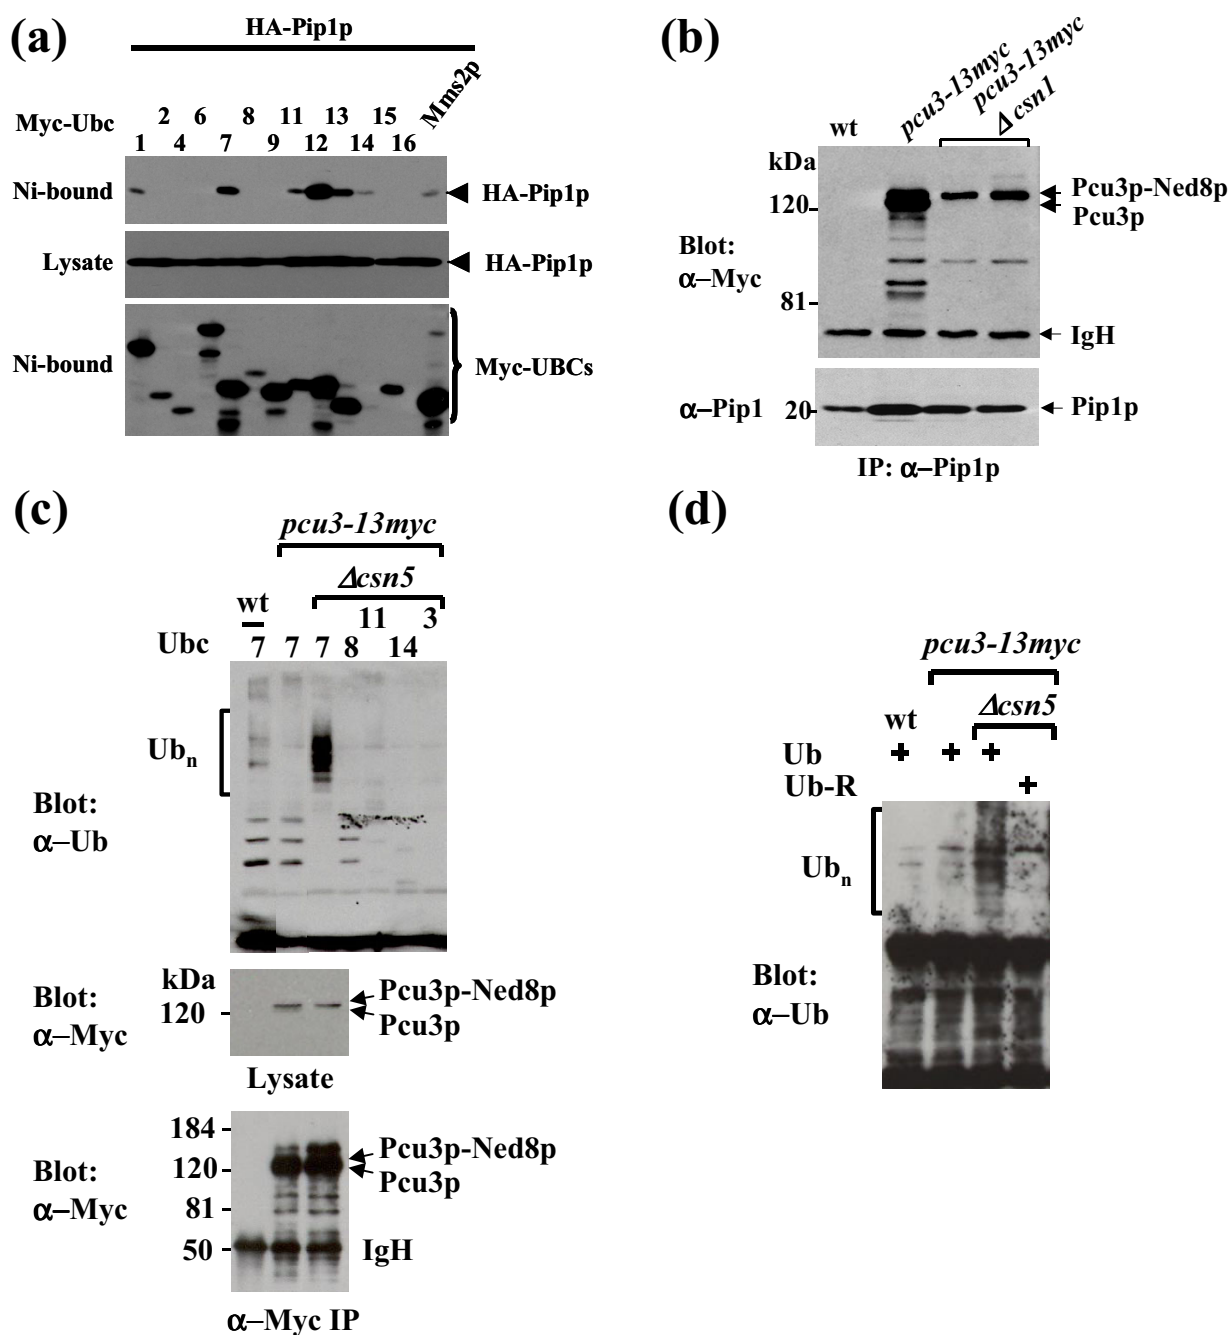 (a)
HA-Pip1p
Myc-Ubc
2 6 8 11 13 15
1 4 7 9 12 14 16
Mms2p
Ni-bound
HA-Pip1p
Lysate
HA-Pip1p
Ni-bound
Myc-UBCs
(b)
wt
pcu3-13myc
pcu3-13myc
Δcsn1
kDa
120
81
Blot:
α–Myc
Pcu3p-Ned8p
Pcu3p
IgH
α–Pip1
20
Pip1p
IP: α–Pip1p
(c)
pcu3-13myc
Δcsn5
wt
11 3
Ubc 7 7 7 8 14
Ubn
Blot:
α–Ub
Blot:
α–Myc
kDa
120
Pcu3p-Ned8p
Pcu3p
Lysate
Blot:
α–Myc
184
120
81
50
Pcu3p-Ned8p
Pcu3p
IgH
α–Myc IP
(d)
pcu3-13myc
Δcsn5
wt
Ub + + +
Ub-R +
Ubn
Blot:
α–Ub